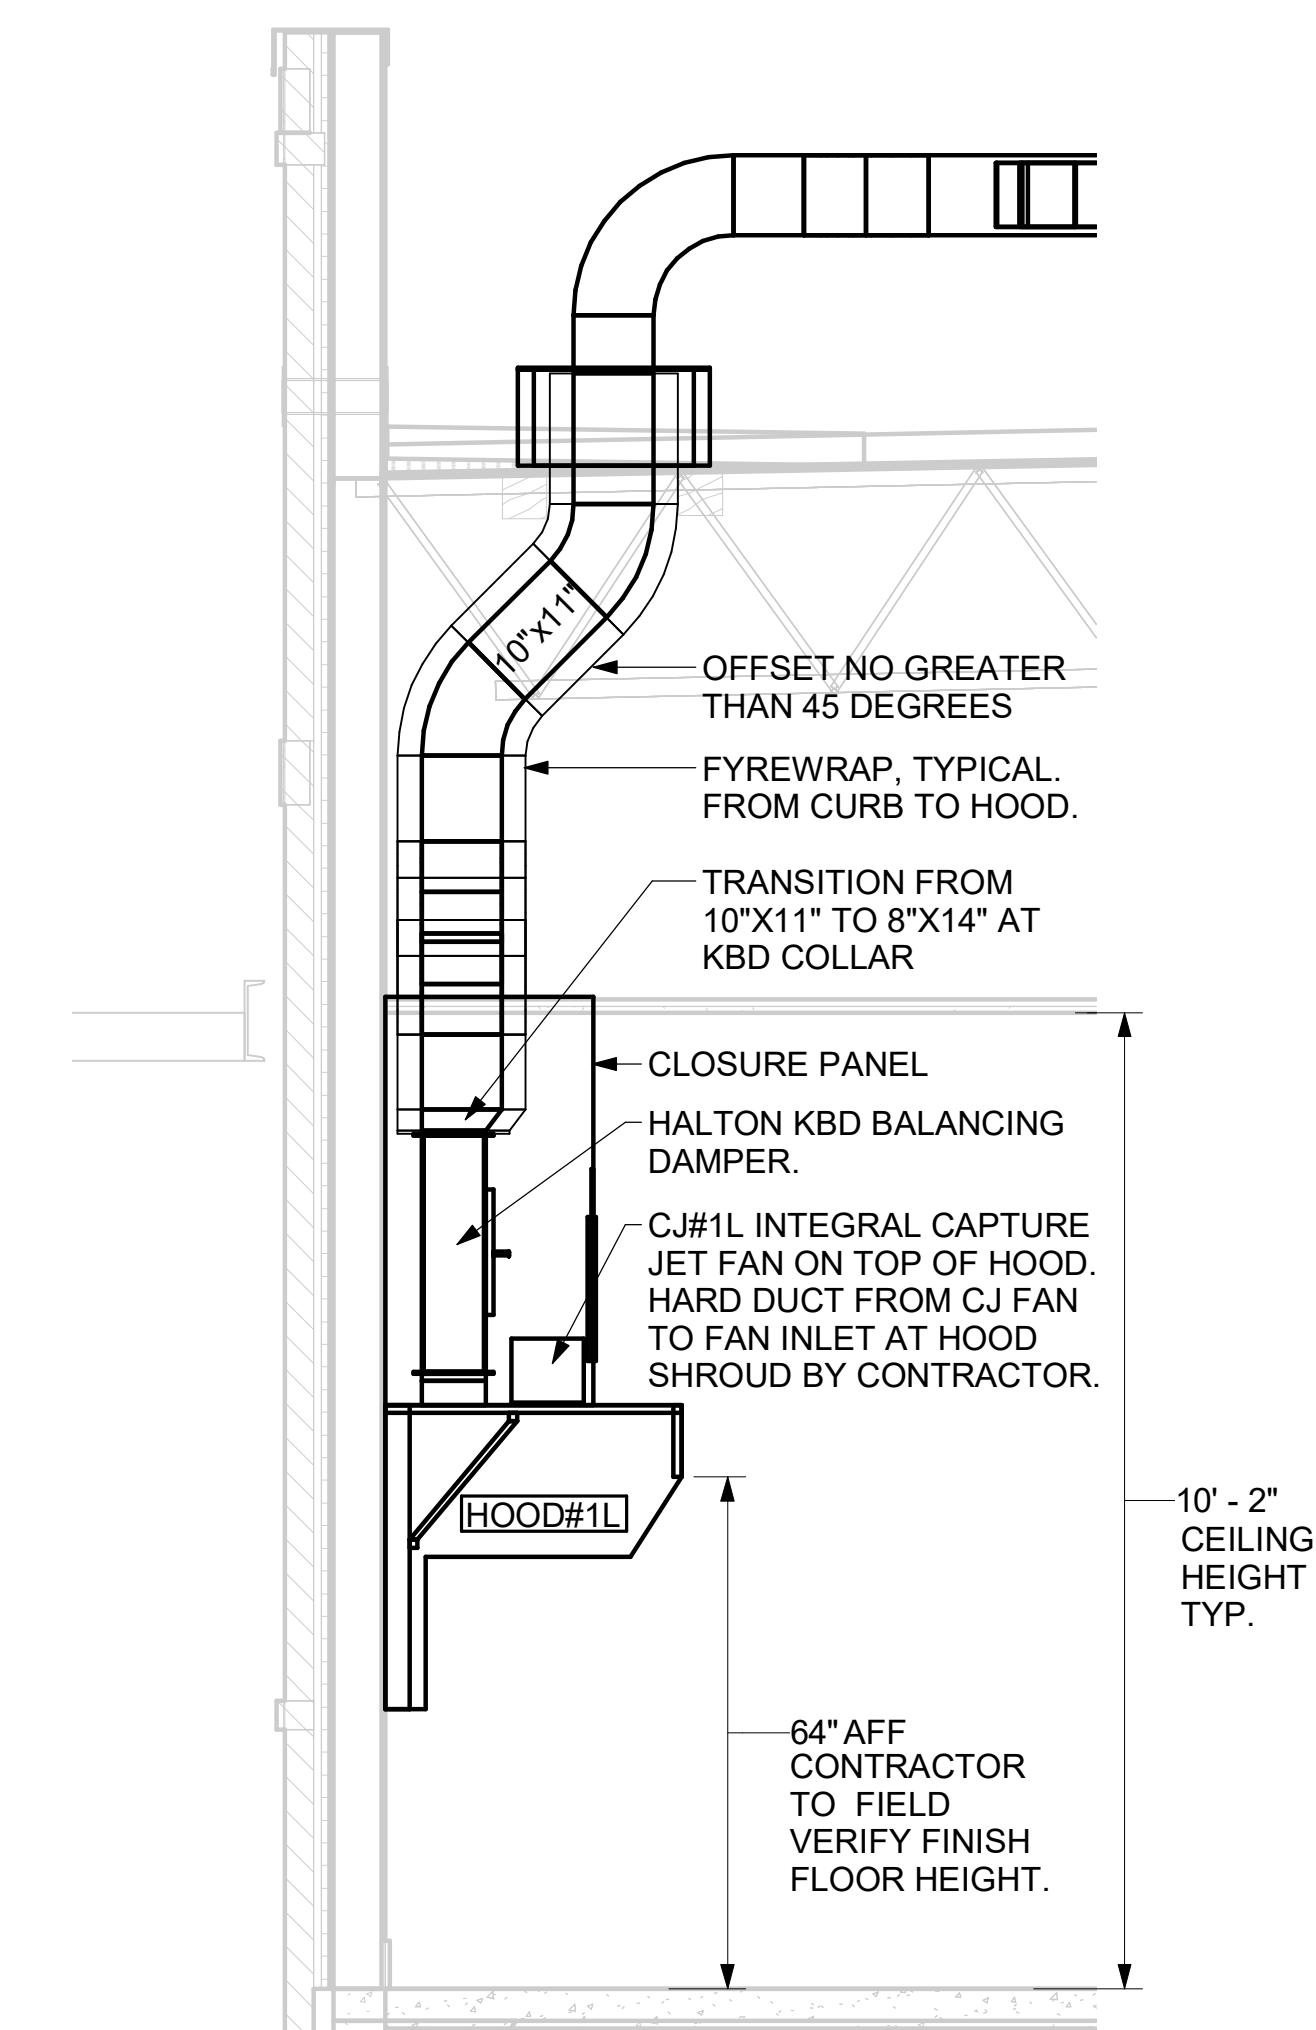 10"x11"
OFFSET NO GREATER
THAN 45 DEGREES
FYREWRAP, TYPICAL.
FROM CURB TO HOOD.
TRANSITION FROM
10"X11" TO 8"X14" AT
KBD COLLAR
CLOSURE PANEL
HALTON KBD BALANCING
DAMPER.
CJ#1L INTEGRAL CAPTURE
JET FAN ON TOP OF HOOD.
HARD DUCT FROM CJ FAN
TO FAN INLET AT HOOD
SHROUD BY CONTRACTOR.
HOOD#1L
10' - 2"
CEILING
HEIGHT
TYP.
64" AFF
CONTRACTOR
TO FIELD
VERIFY FINISH
FLOOR HEIGHT.